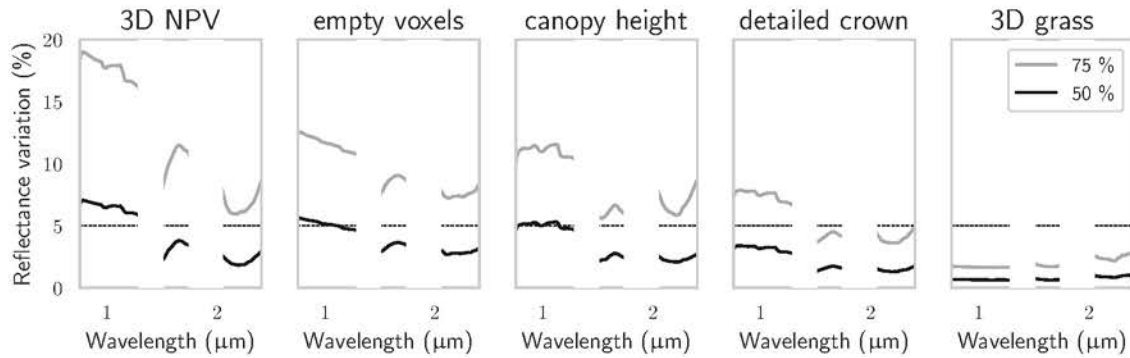 3D NPV empty voxels canopy height detailed crown 3D grass
Reflectance variation (%)
20
15
10
5
0
75 %
50 %
1 2 1 2 1 2 1 2 1 2
Wavelength (μm) Wavelength (μm) Wavelength (μm) Wavelength (μm) Wavelength (μm)